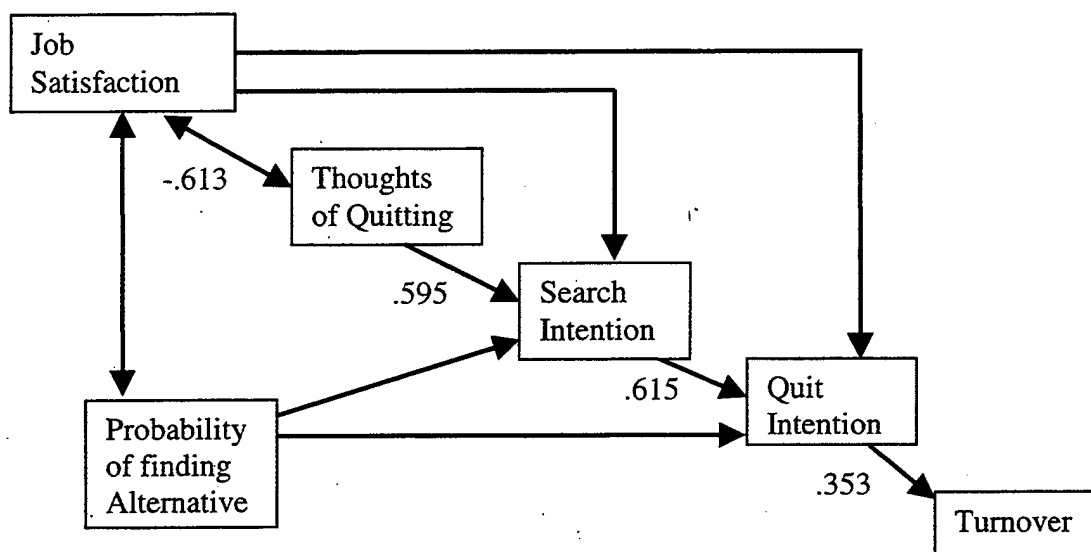 Job
Satisfaction
-.613
Thoughts
of Quitting
.595
Search
Intention
.615
Quit
Intention
Probability
of finding
Alternative
.353
Turnover